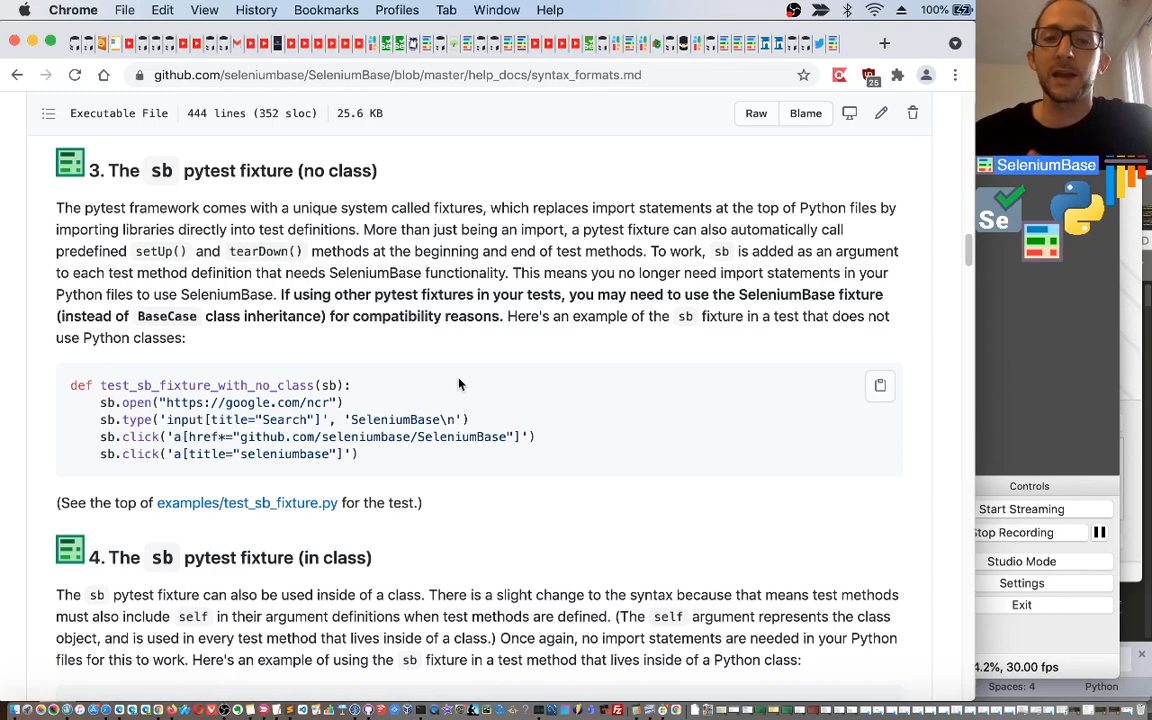 Chrome File Edit View History Bookmarks Profiles Tab Window Help 100%
github.com/seleniumbase/SeleniumBase/blob/master/help_docs/syntax_formats.md
25
Executable File 444 lines (352 sloc) 25.6 KB Raw Blame
3. The sb pytest fixture (no class)
The pytest framework comes with a unique system called fixtures, which replaces import statements at the top of Python files by
importing libraries directly into test definitions. More than just being an import, a pytest fixture can also automatically call
predefined setUp() and tearDown() methods at the beginning and end of test methods. To work, sb is added as an argument
to each test method definition that needs SeleniumBase functionality. This means you no longer need import statements in your
Python files to use SeleniumBase. If using other pytest fixtures in your tests, you may need to use the SeleniumBase fixture
(instead of BaseCase class inheritance) for compatibility reasons. Here's an example of the sb fixture in a test that does not
use Python classes:
def test_sb_fixture_with_no_class(sb):
sb.open("https://google.com/ncr")
sb.type('input[title="Search"]', 'SeleniumBase\n')
sb.click('a[href*="github.com/seleniumbase/SeleniumBase"]')
sb.click('a[title="seleniumbase"]')
(See the top of examples/test_sb_fixture.py for the test.)
4. The sb pytest fixture (in class)
The sb pytest fixture can also be used inside of a class. There is a slight change to the syntax because that means test methods
must also include self in their argument definitions when test methods are defined. (The self argument represents the class
object, and is used in every test method that lives inside of a class.) Once again, no import statements are needed in your Python
files for this to work. Here's an example of using the sb fixture in a test method that lives inside of a Python class:
SeleniumBase
Se
Controls
Start Streaming
Stop Recording
Studio Mode
Settings
Exit
4.2%, 30.00 fps
Spaces: 4 Python